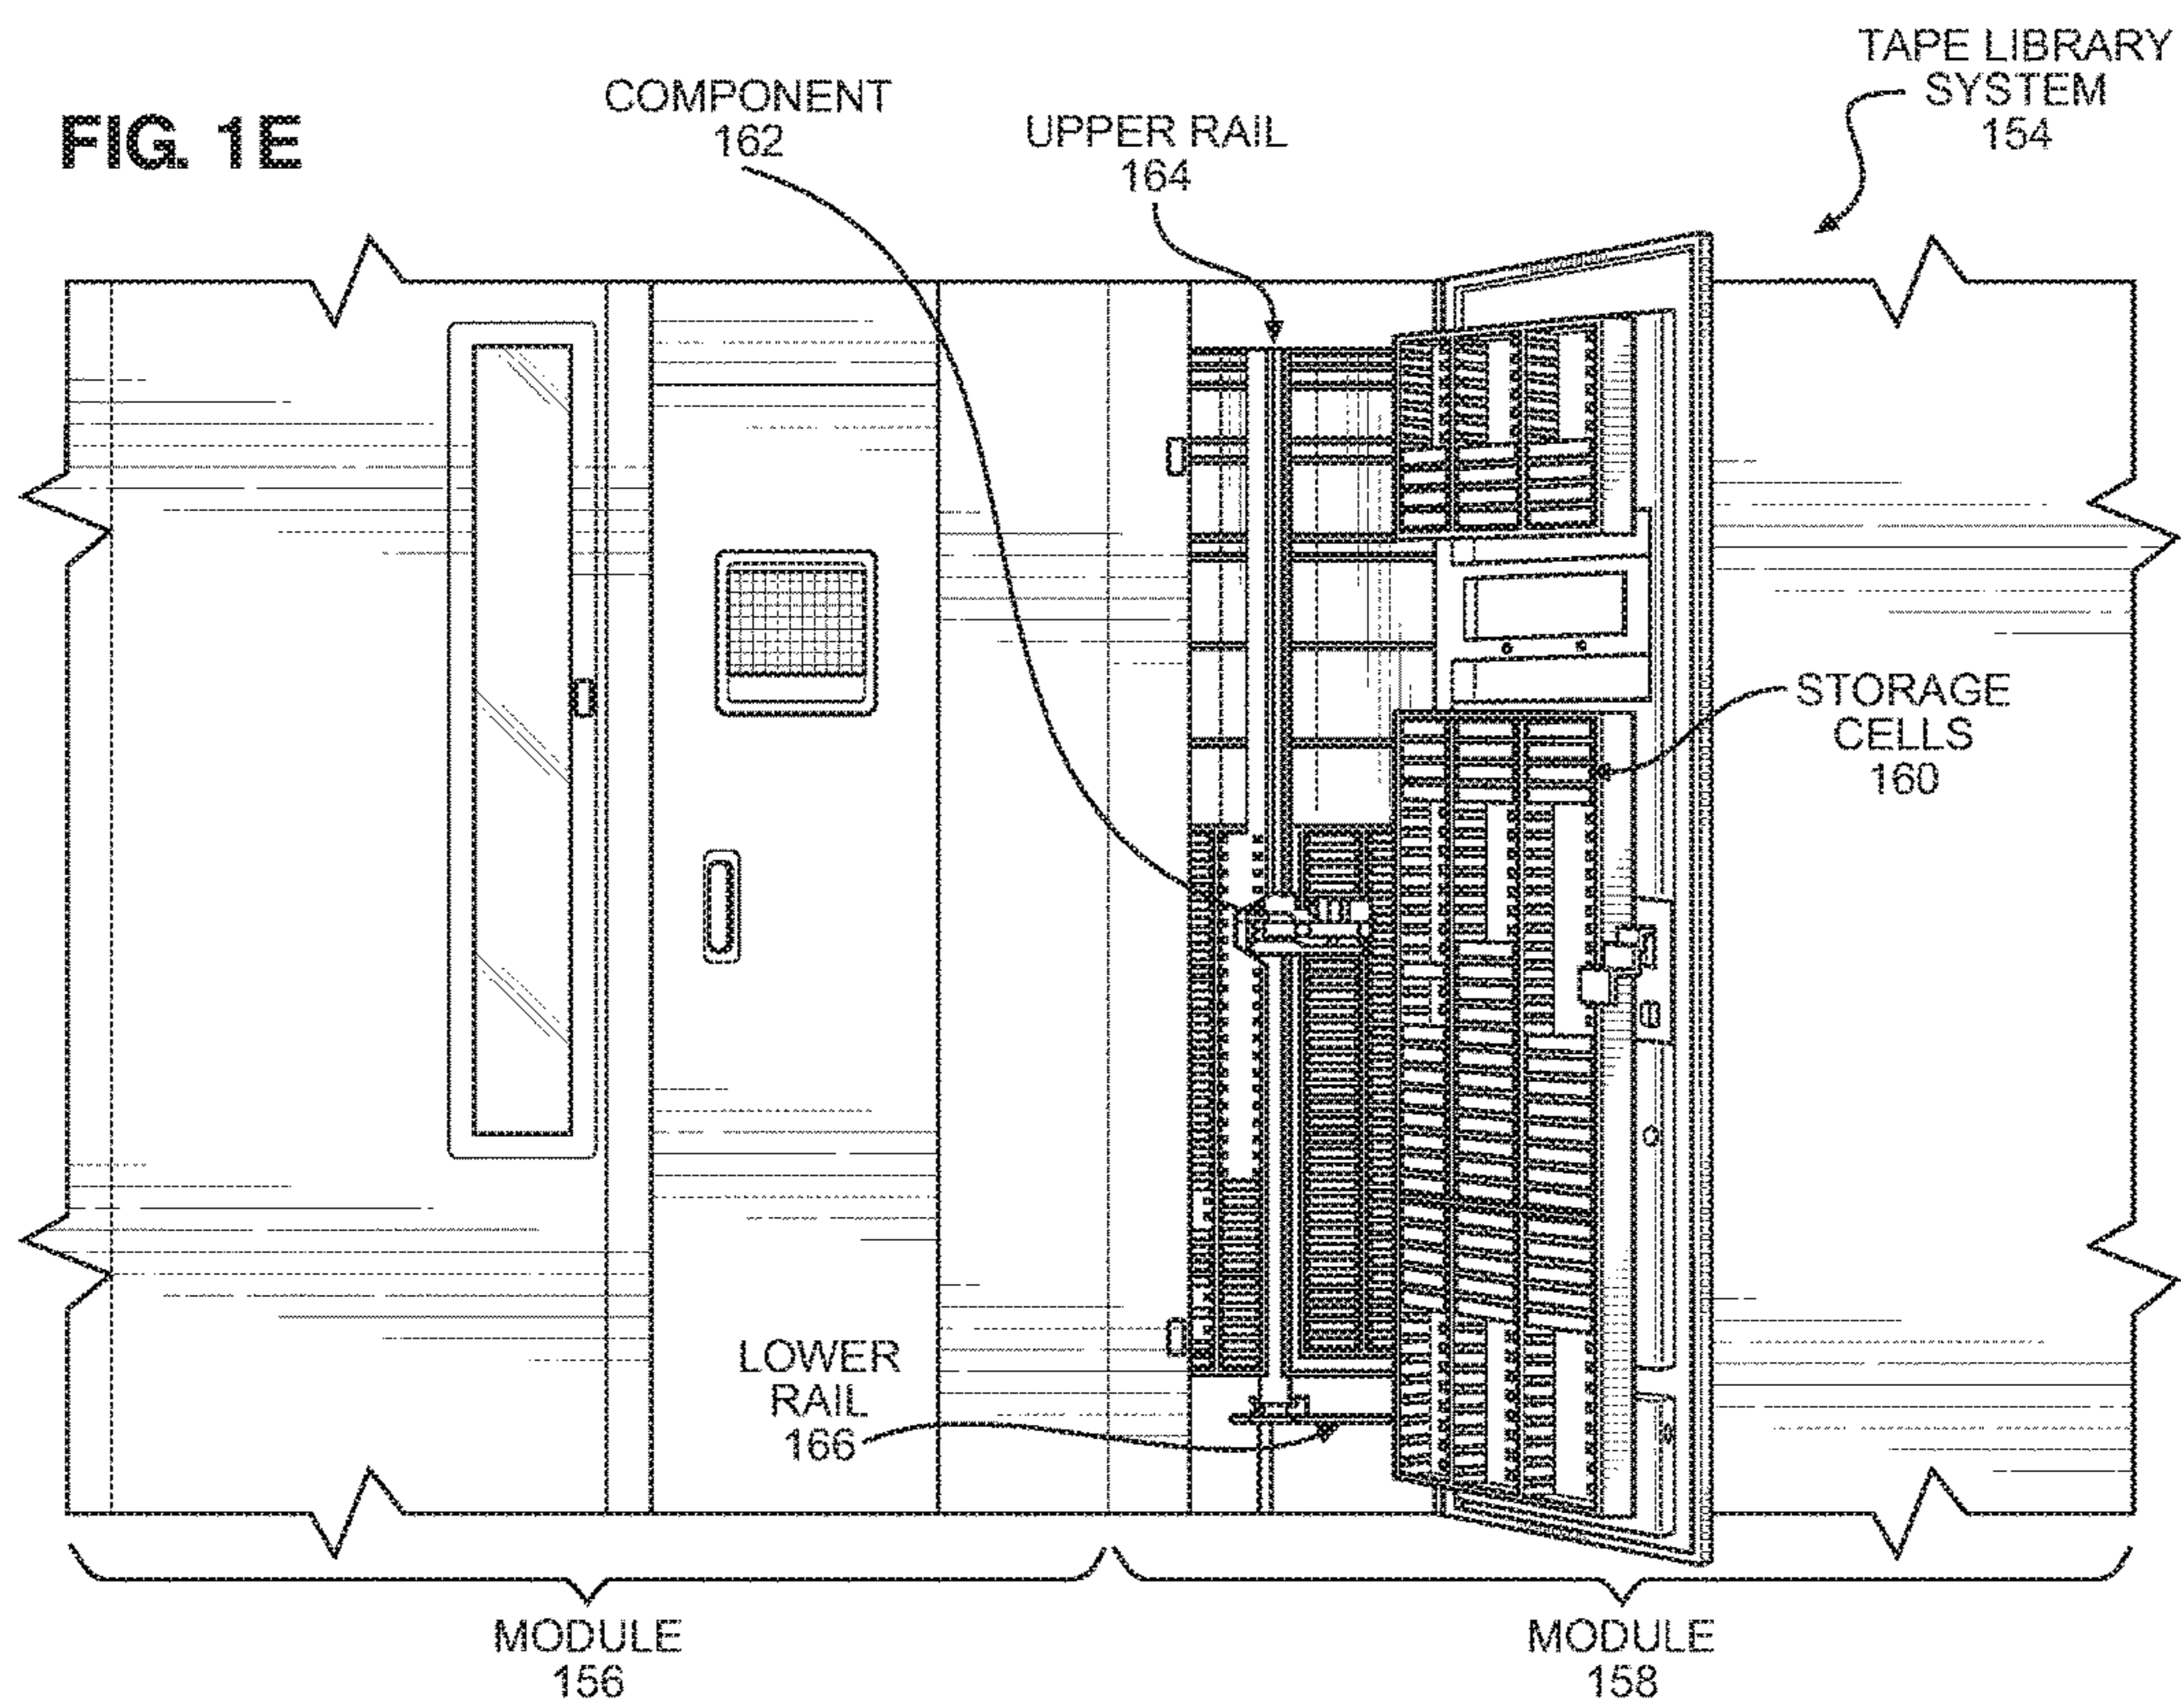 FIG. 1E
COMPONENT
162
UPPER RAIL
164
TAPE LIBRARY
SYSTEM
154
STORAGE
CELLS
160
LOWER
RAIL
166
MODULE
156
MODULE
158